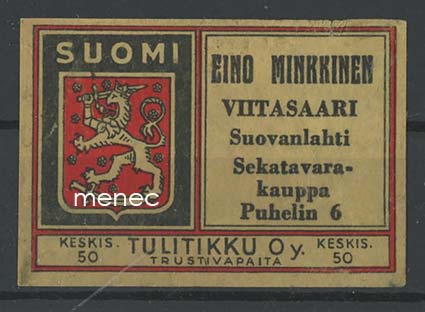 SUOMI
EINO MINKKINEN
VIITASAARI
Suovanlahti
Sekatavara-
kauppa
Puhelin 6
menec
KESKIS. 50
TULITIKKU Oy.
TRUSTIVAPAITA
KESKIS. 50